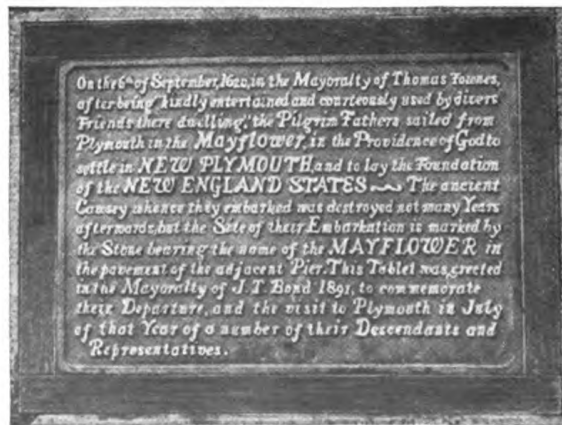 On the 6th of September, 1620, in the Mayoralty of Thomas Fownes,
after being "kindly entertained and courteously used by divers
Friends there dwelling," the Pilgrim Fathers sailed from
Plymouth in the Mayflower, in the Providence of God to
settle in NEW PLYMOUTH, and to lay the Foundation
of the NEW ENGLAND STATES ~ The ancient
Causey whence they embarked was destroyed not many Years
afterwards, but the Site of their Embarkation is marked by
the Stone bearing the name of the MAYFLOWER in
the pavement of the adjacent Pier. This Tablet was erected
in the Mayoralty of J. T. Bond 1891, to commemorate
their Departure, and the visit to Plymouth in July
of that Year of a number of their Descendants and
Representatives.